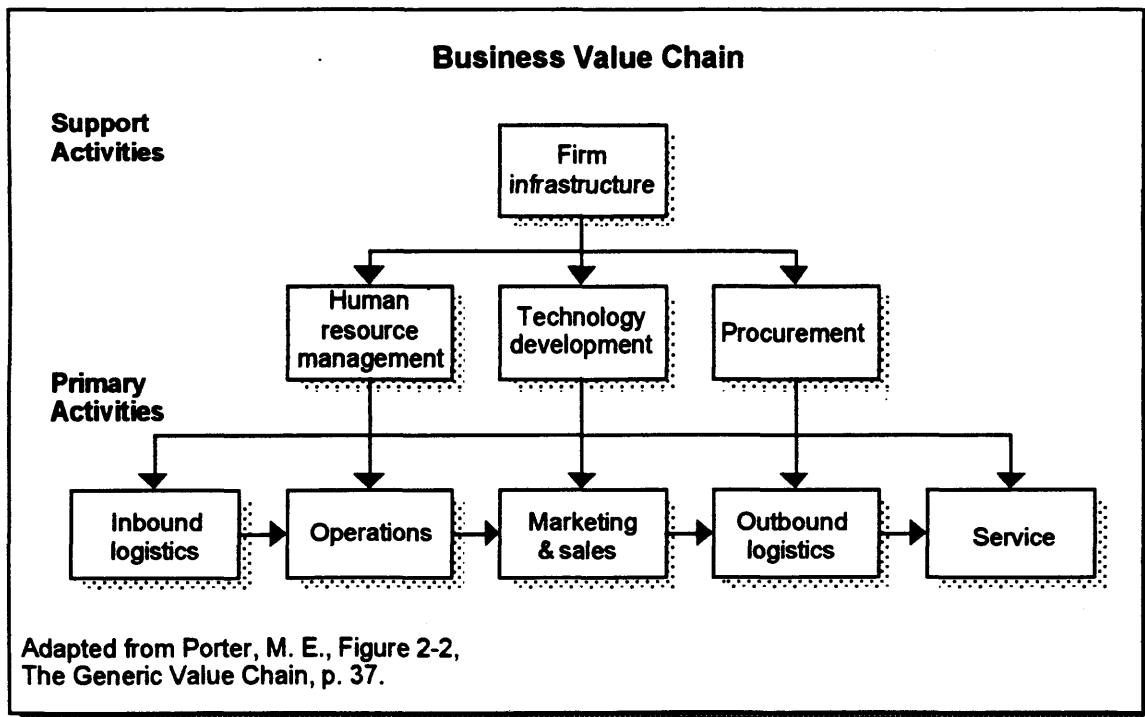 Business Value Chain
Support
Activities
Firm
infrastructure
Human
resource
management
Technology
development
Procurement
Primary
Activities
Inbound
logistics
Operations
Marketing
& sales
Outbound
logistics
Service
Adapted from Porter, M. E., Figure 2-2,
The Generic Value Chain, p. 37.